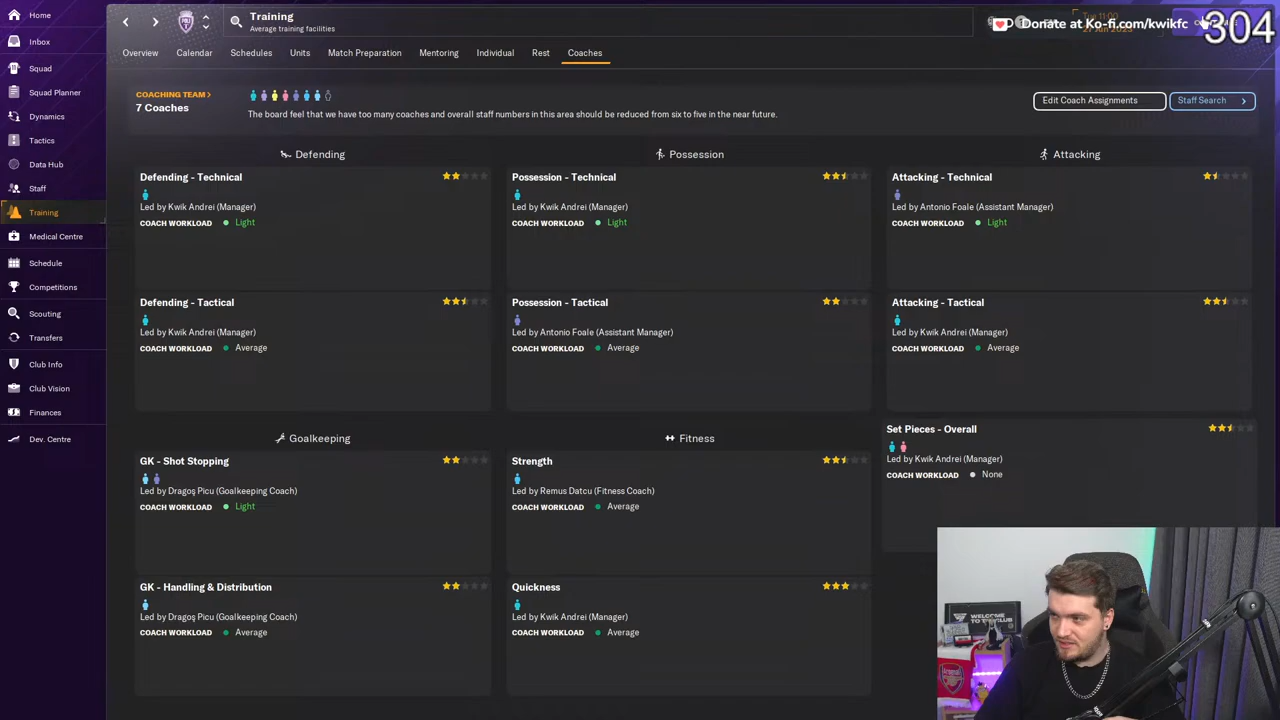 Home
Inbox
Squad
Squad Planner
Dynamics
Tactics
Data Hub
Staff
Training
Medical Centre
Schedule
Competitions
Scouting
Transfers
Club Info
Club Vision
Finances
Dev. Centre
Training
Average training facilities
Donate at Ko-fi.com/kwikfc
304
Overview
Calendar
Schedules
Units
Match Preparation
Mentoring
Individual
Rest
Coaches
COACHING TEAM >
7 Coaches
The board feel that we have too many coaches and overall staff numbers in this area should be reduced from six to five in the near future.
Edit Coach Assignments
Staff Search
Defending
Possession
Attacking
Defending - Technical
Led by Kwik Andrei (Manager)
COACH WORKLOAD Light
Possession - Technical
Led by Kwik Andrei (Manager)
COACH WORKLOAD Light
Attacking - Technical
Led by Antonio Foale (Assistant Manager)
COACH WORKLOAD Light
Defending - Tactical
Led by Kwik Andrei (Manager)
COACH WORKLOAD Average
Possession - Tactical
Led by Antonio Foale (Assistant Manager)
COACH WORKLOAD Average
Attacking - Tactical
Led by Kwik Andrei (Manager)
COACH WORKLOAD Average
Goalkeeping
Fitness
Set Pieces - Overall
Led by Kwik Andrei (Manager)
COACH WORKLOAD None
GK - Shot Stopping
Led by Dragoş Picu (Goalkeeping Coach)
COACH WORKLOAD Light
Strength
Led by Remus Datcu (Fitness Coach)
COACH WORKLOAD Average
GK - Handling & Distribution
Led by Dragoş Picu (Goalkeeping Coach)
COACH WORKLOAD Average
Quickness
Led by Kwik Andrei (Manager)
COACH WORKLOAD Average
WELCOME
Arsenal